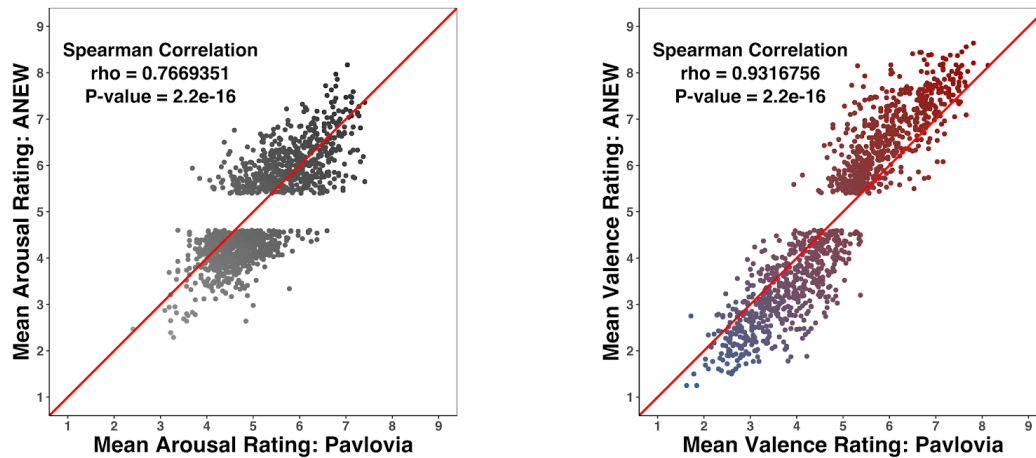 Spearman Correlation
rho = 0.7669351
P-value = 2.2e-16
Mean Arousal Rating: ANEW
9
8
7
6
5
4
3
2
1
1 2 3 4 5 6 7 8 9
Mean Arousal Rating: Pavlovia
Spearman Correlation
rho = 0.9316756
P-value = 2.2e-16
Mean Valence Rating: ANEW
9
8
7
6
5
4
3
2
1
1 2 3 4 5 6 7 8 9
Mean Valence Rating: Pavlovia